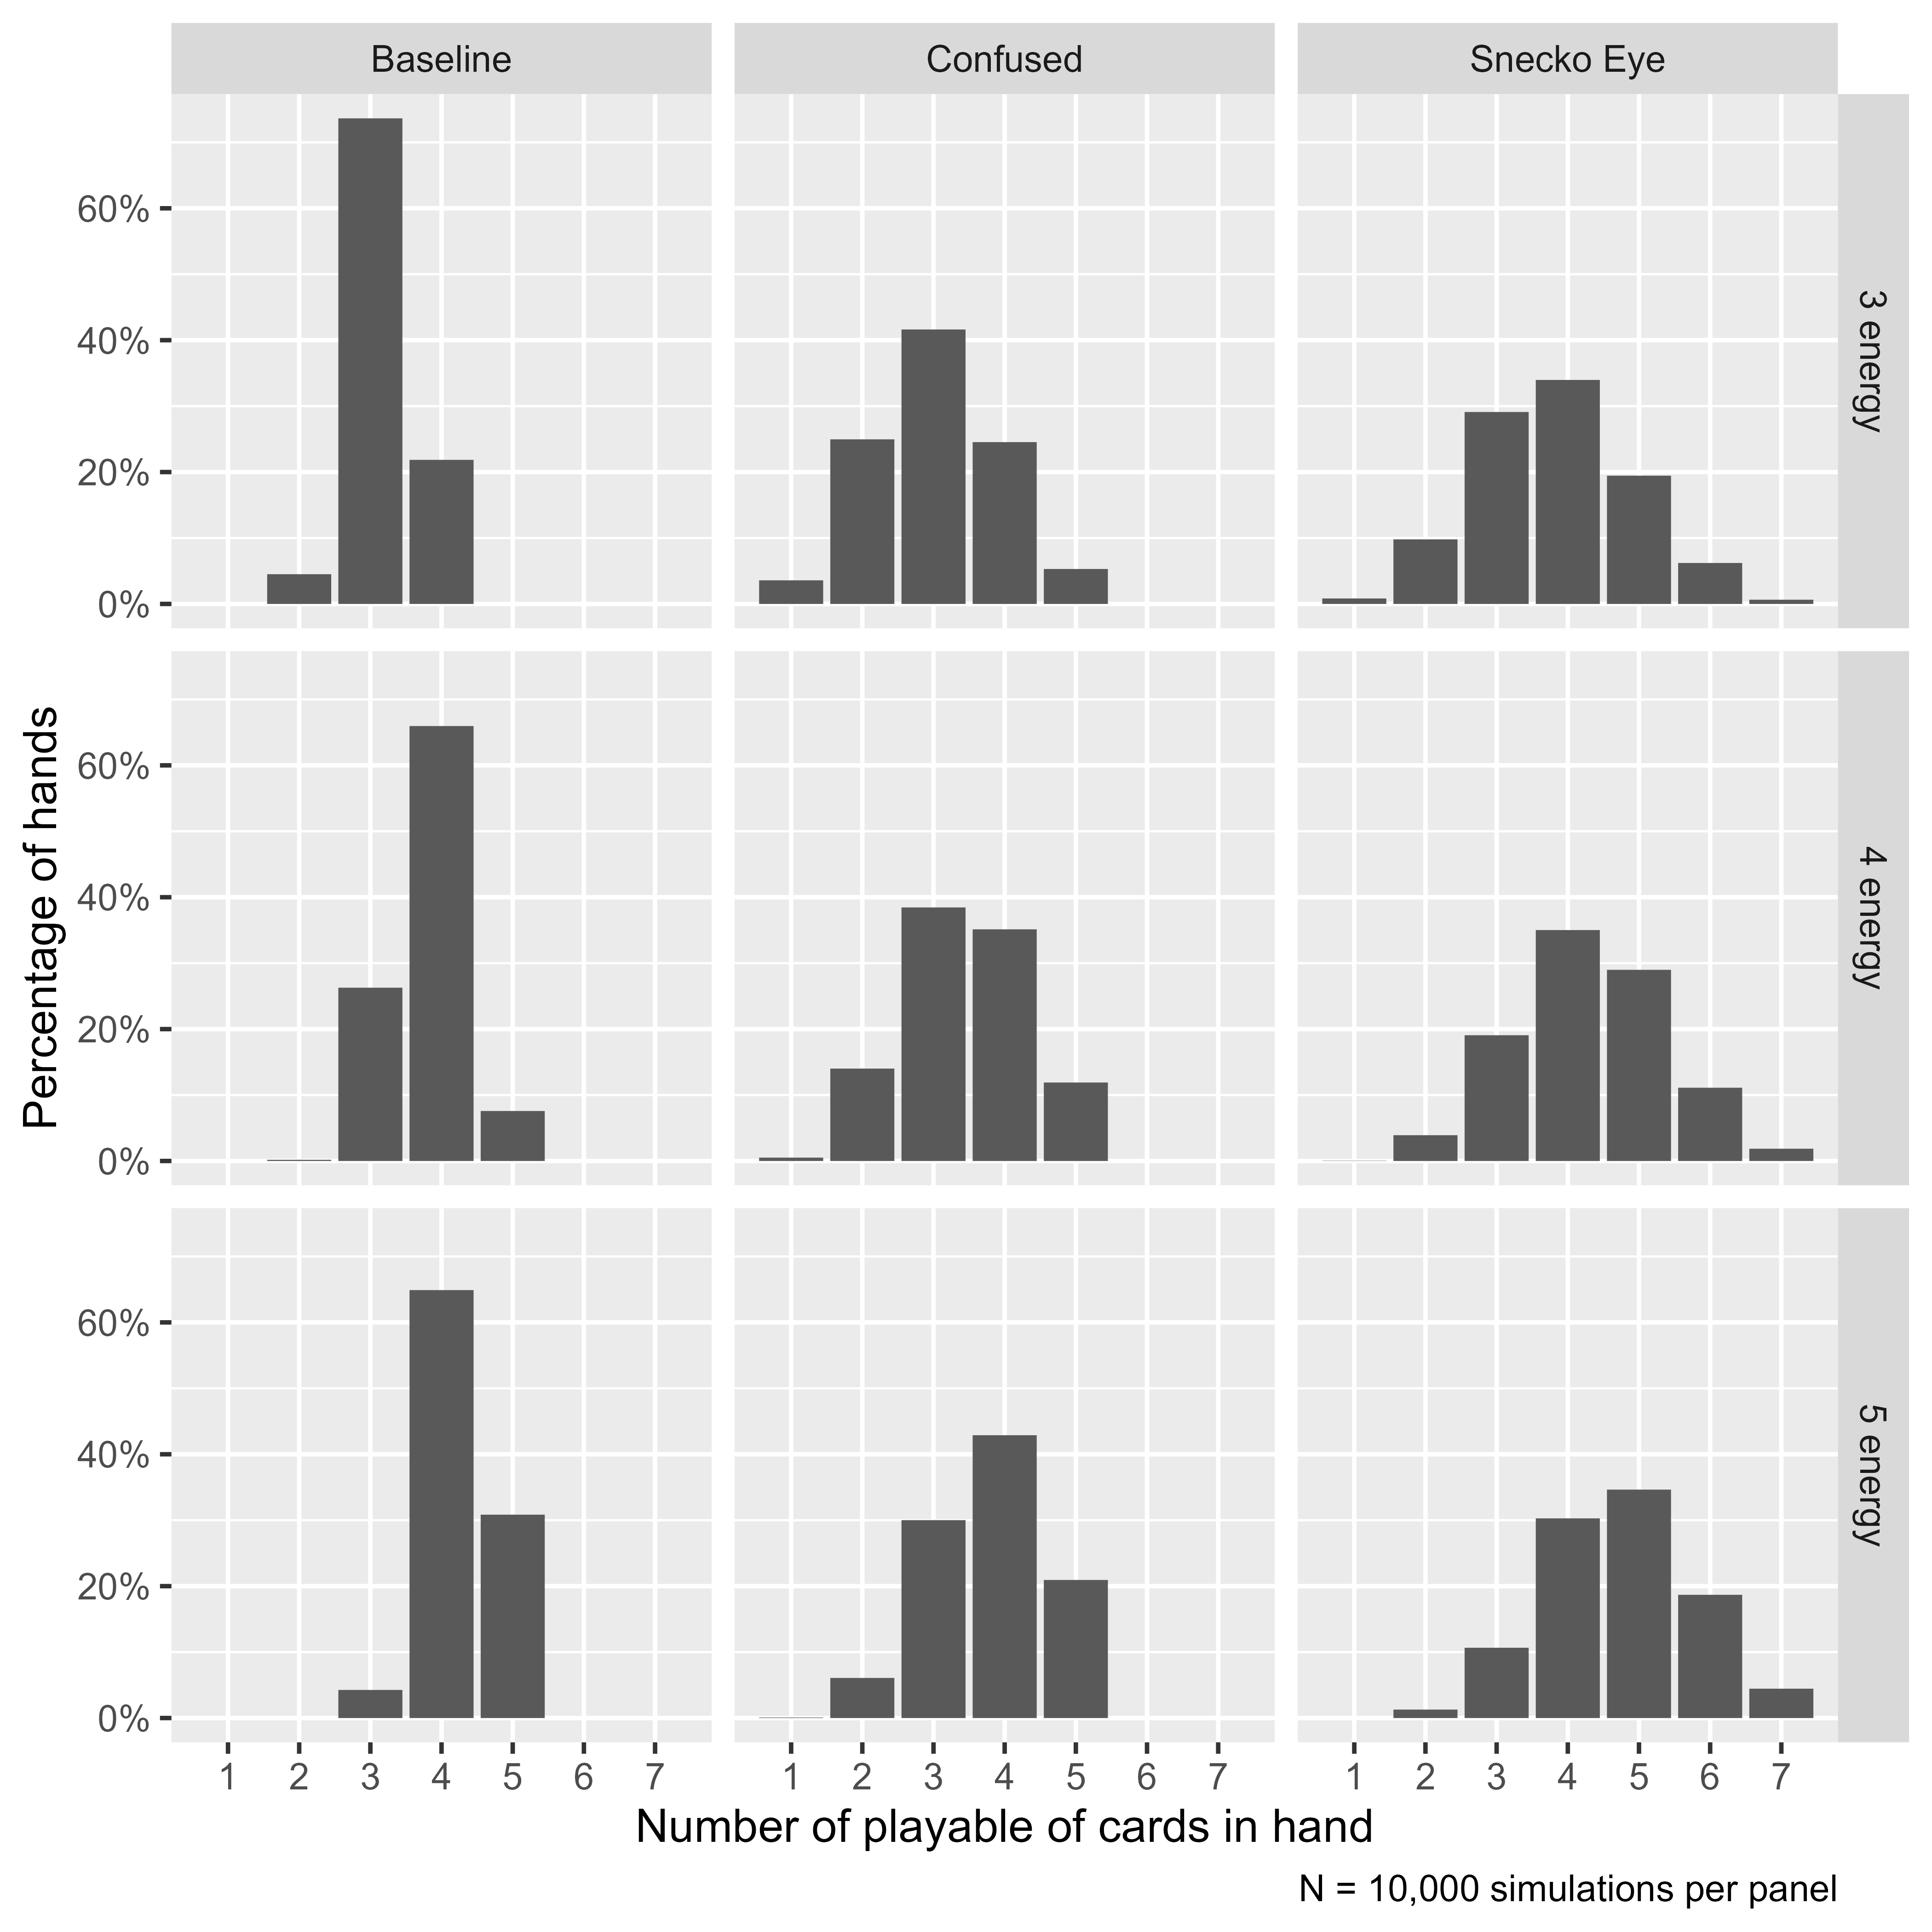 Baseline
Confused
Snecko Eye
60%
40%
20%
0%
3 energy
60%
40%
20%
0%
4 energy
60%
40%
20%
0%
5 energy
Percentage of hands
1 2 3 4 5 6 7
1 2 3 4 5 6 7
1 2 3 4 5 6 7
Number of playable of cards in hand
N = 10,000 simulations per panel